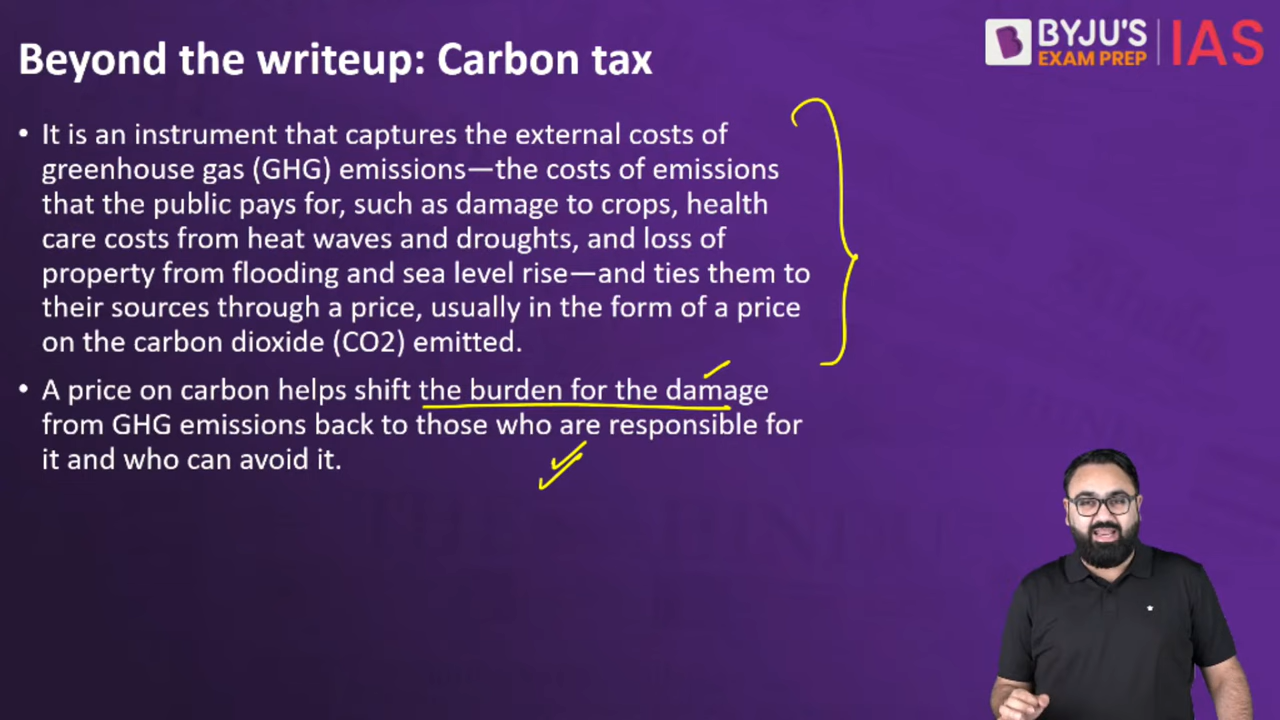 Beyond the writeup: Carbon tax
BYJU'S
EXAM PREP
IAS
• It is an instrument that captures the external costs of
greenhouse gas (GHG) emissions—the costs of emissions
that the public pays for, such as damage to crops, health
care costs from heat waves and droughts, and loss of
property from flooding and sea level rise—and ties them to
their sources through a price, usually in the form of a price
on the carbon dioxide (CO2) emitted.
• A price on carbon helps shift the burden for the damage
from GHG emissions back to those who are responsible for
it and who can avoid it.